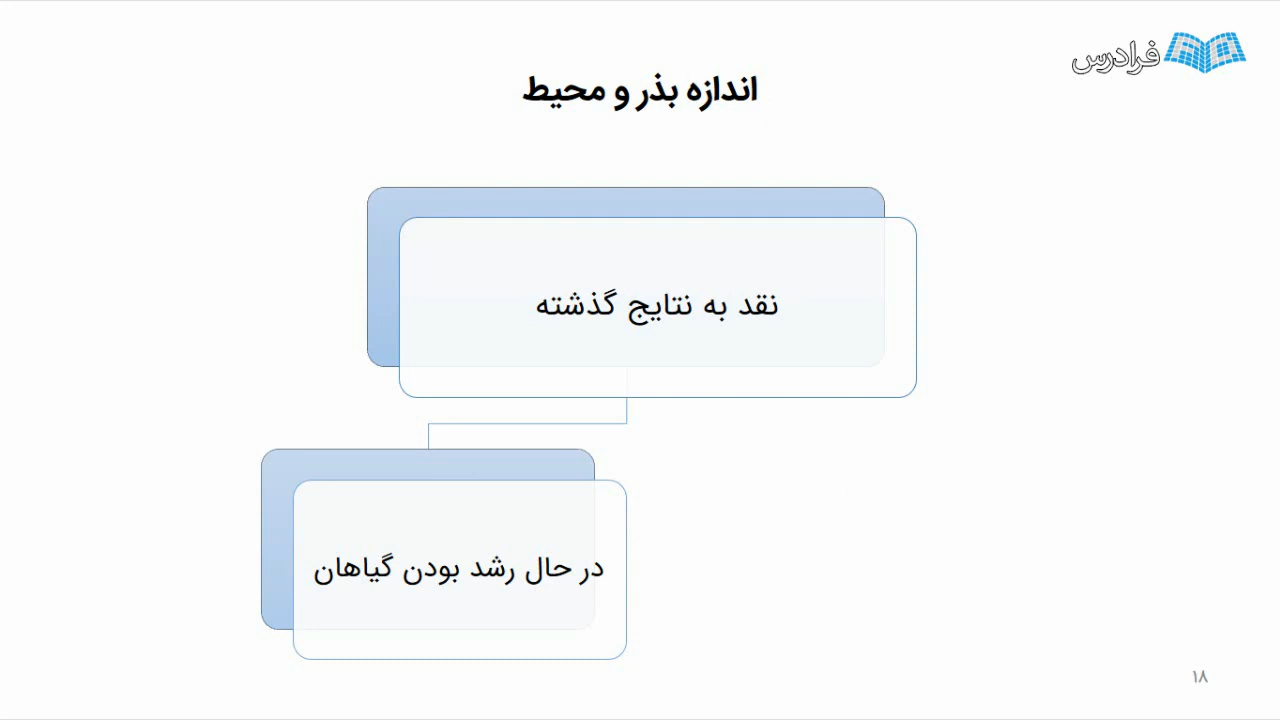 فرادرس
اندازه بذر و محیط
نقد به نتایج گذشته
در حال رشد بودن گیاهان
۱۸